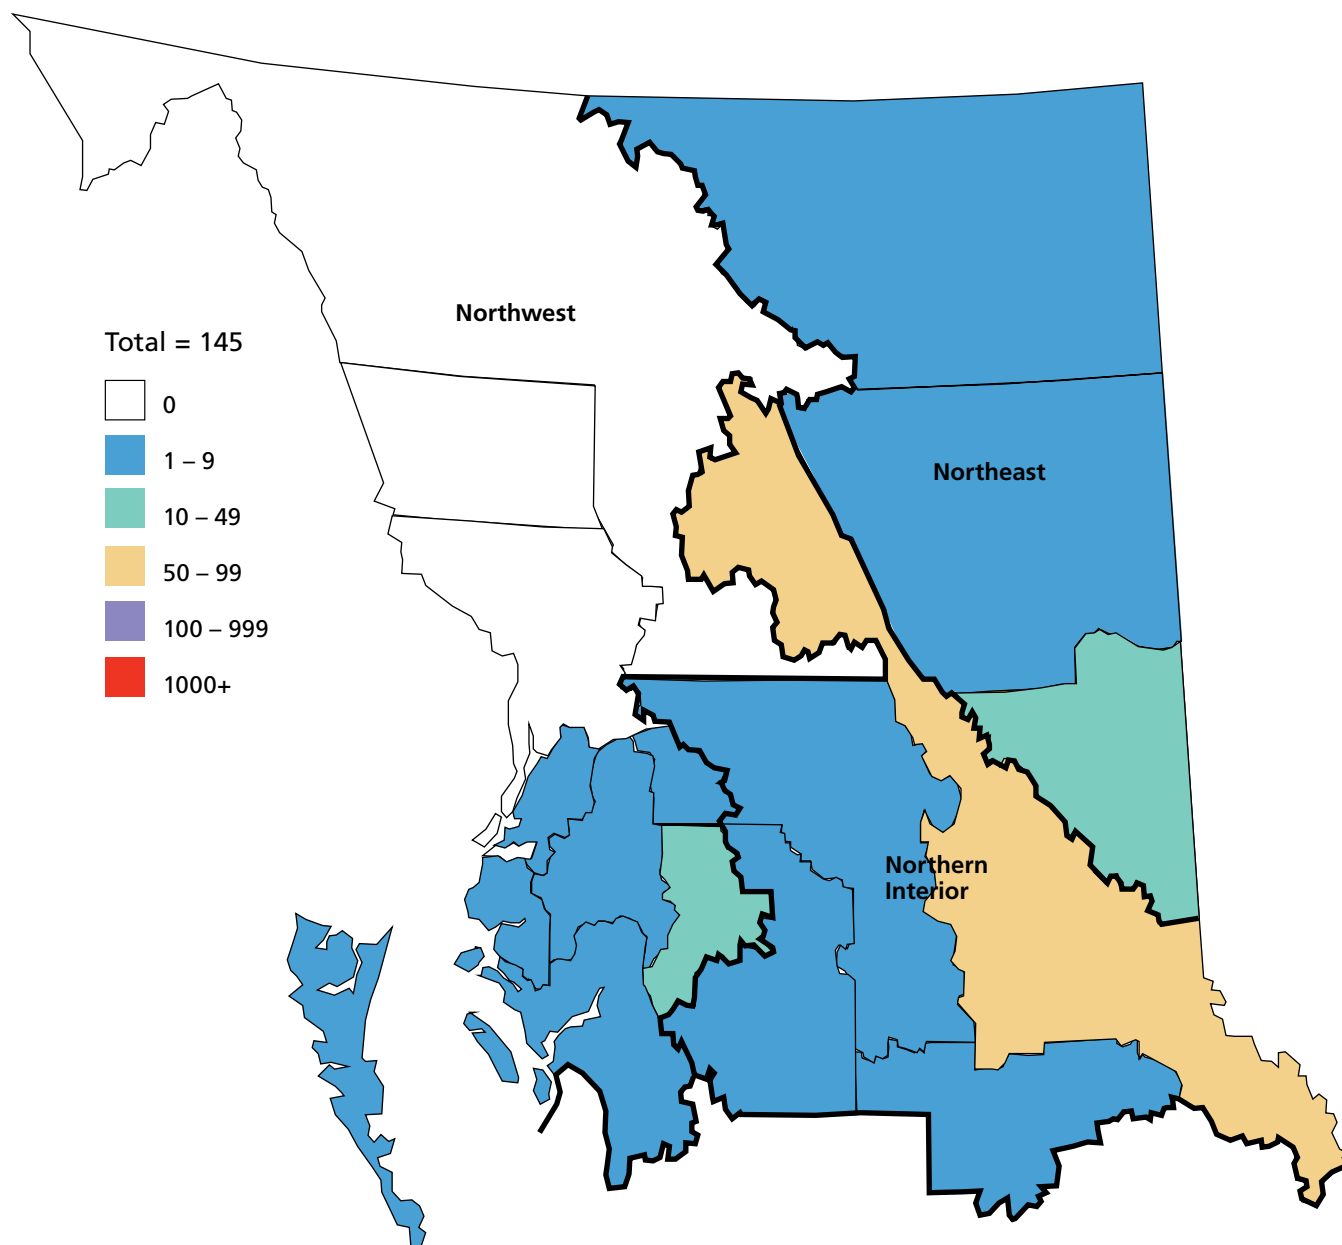 Northwest
Total = 145
0
1 – 9
10 – 49
50 – 99
100 – 999
1000+
Northeast
Northern
Interior